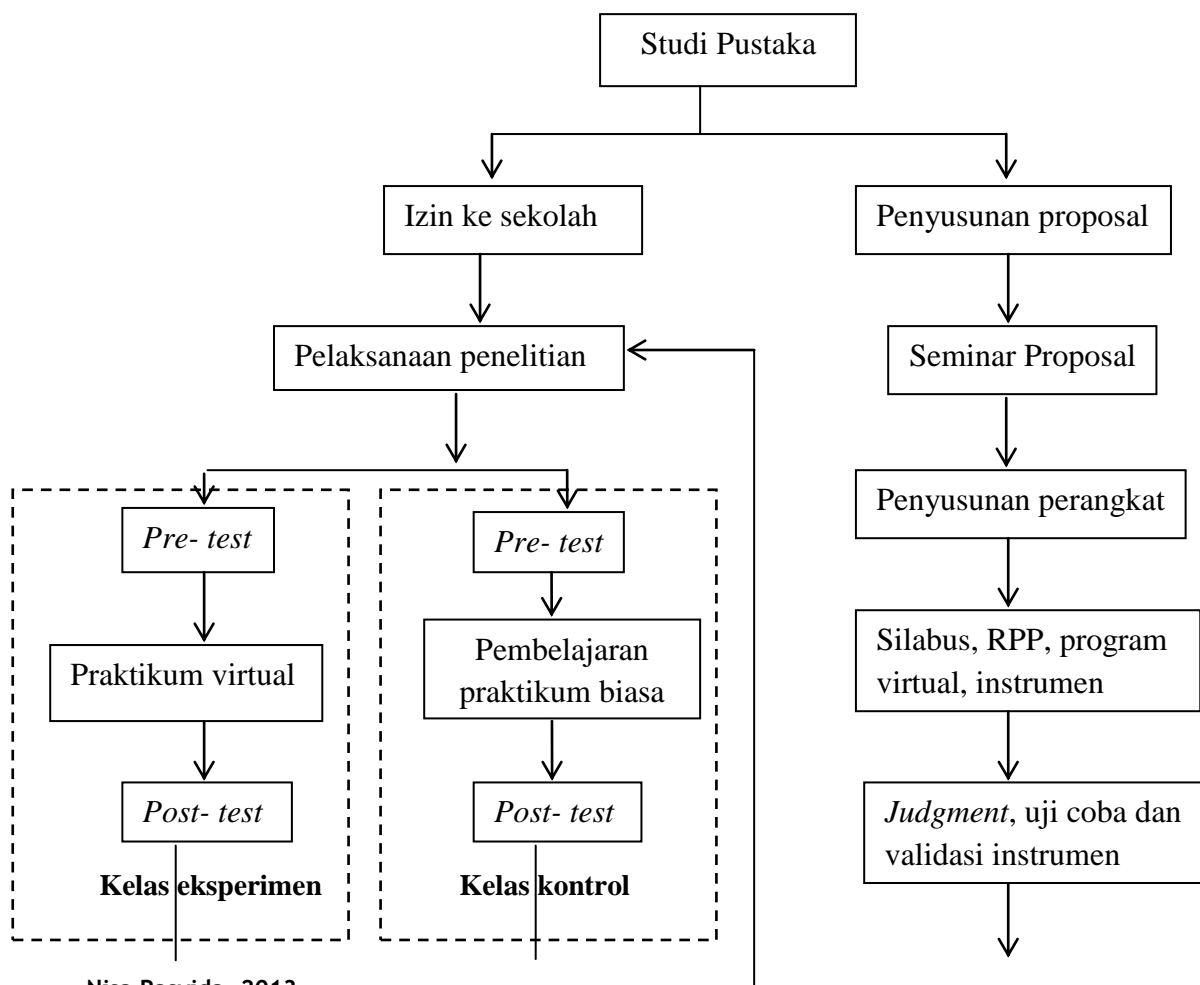 Studi Pustaka
Izin ke sekolah
Penyusunan proposal
Pelaksanaan penelitian
Seminar Proposal
Penyusunan perangkat
Pre- test
Pre- test
Praktikum virtual
Pembelajaran
praktikum biasa
Silabus, RPP, program
virtual, instrumen
Post- test
Post- test
Judgment, uji coba dan
validasi instrumen
Kelas eksperimen
Kelas kontrol